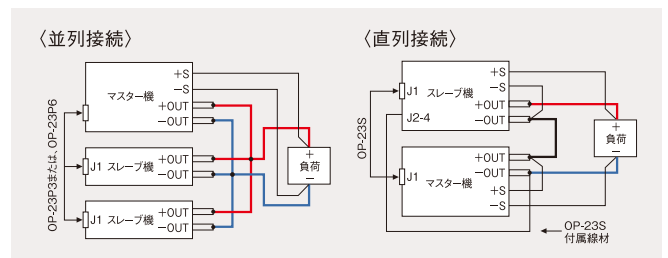 〈並列接続〉
マスター機
+S
−S
+OUT
−OUT
J1 スレーブ機
+OUT
−OUT
J1 スレーブ機
+OUT
−OUT
+
負荷
−
OP-23P3または、OP-23P6
〈直列接続〉
J1 スレーブ機
J2-4
+S
−S
+OUT
−OUT
J1 マスター機
+OUT
−OUT
+S
−S
+
負荷
−
OP-23S
OP-23S
付属線材